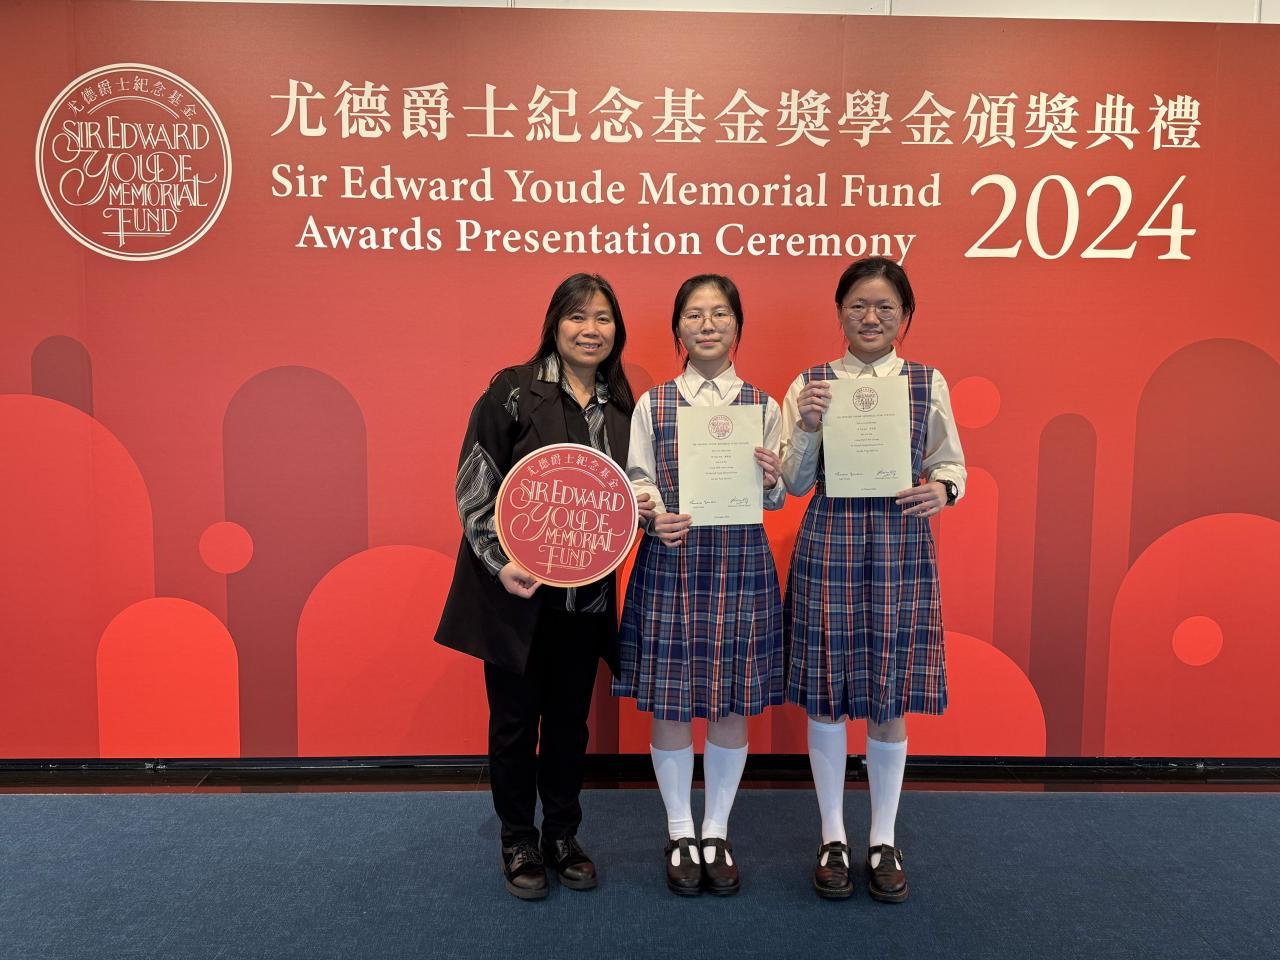 尤德爵士紀念基金
SIR EDWARD
YOUDE
MEMORIAL
FUND
尤德爵士紀念基金獎學金頒獎典禮
Sir Edward Youde Memorial Fund
Awards Presentation Ceremony
2024
尤德爵士紀念基金
SIR EDWARD
YOUDE
MEMORIAL
FUND